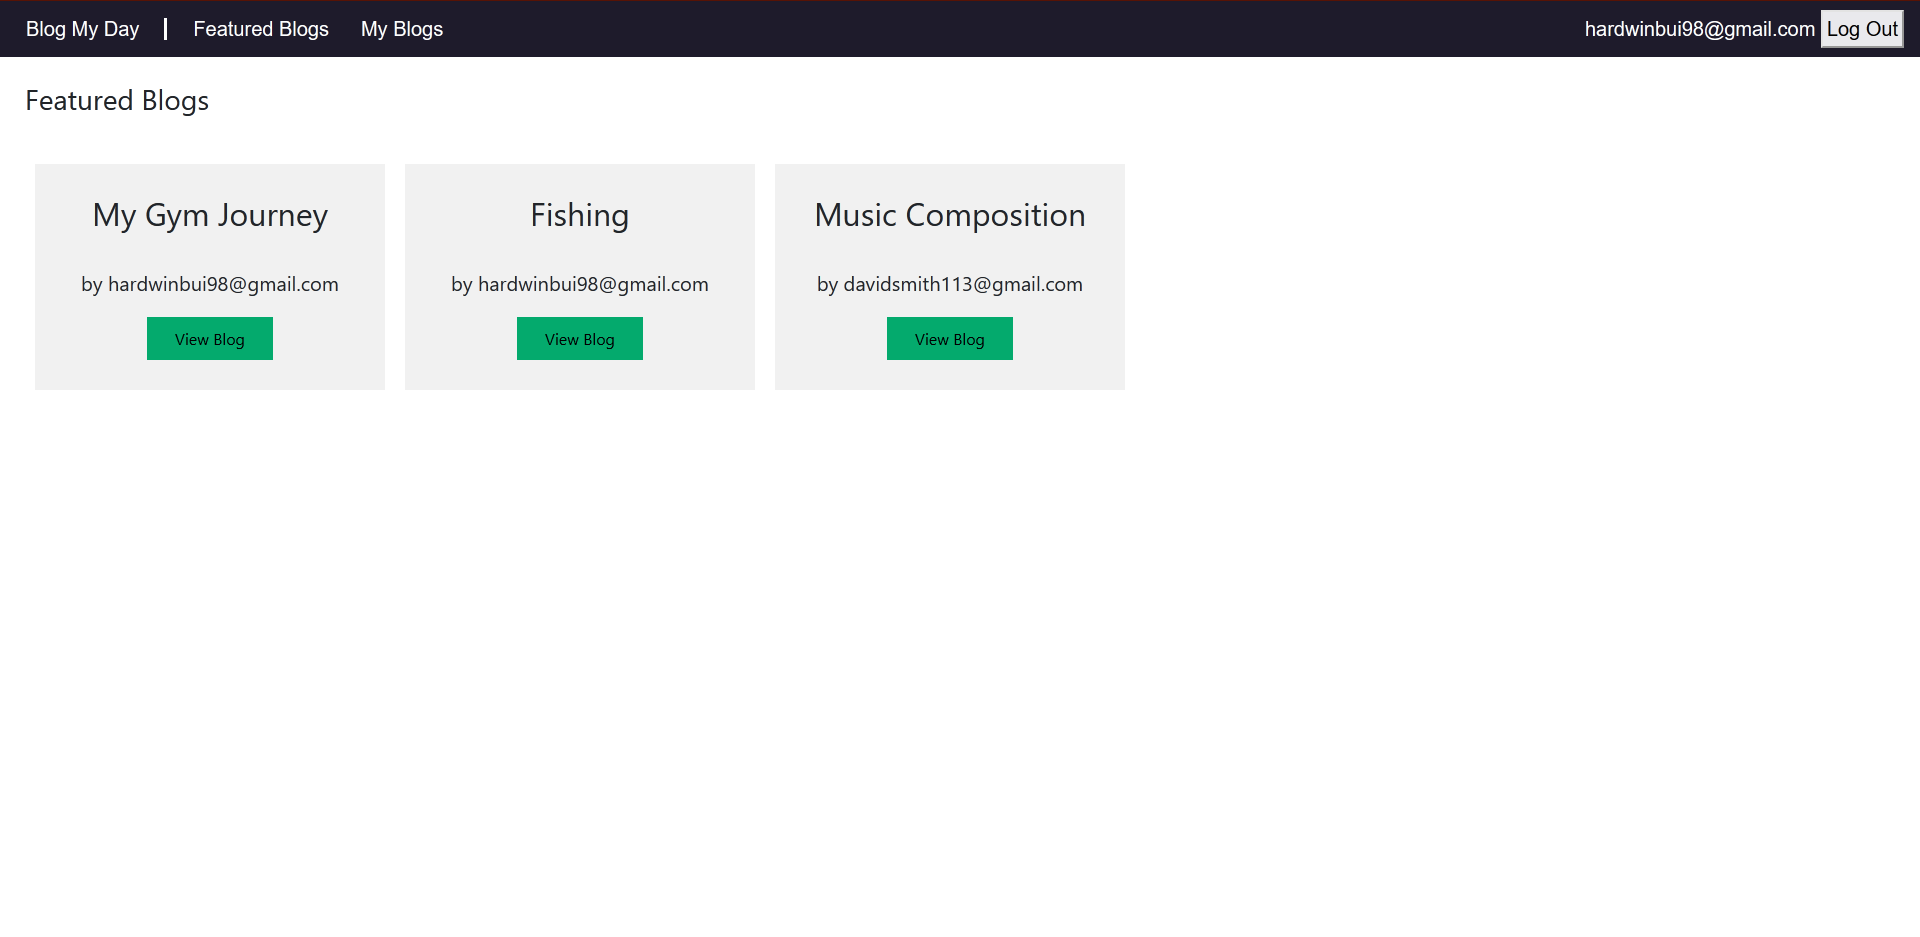 Blog My Day Featured Blogs My Blogs hardwinbui98@gmail.com Log Out
Featured Blogs
My Gym Journey
by hardwinbui98@gmail.com
View Blog
Fishing
by hardwinbui98@gmail.com
View Blog
Music Composition
by davidsmith113@gmail.com
View Blog